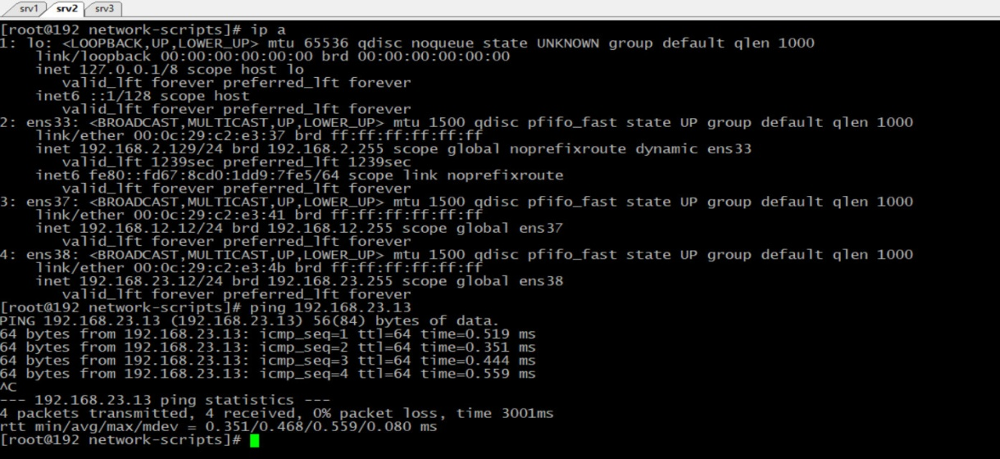 srv1 srv2 srv3
[root@192 network-scripts]# ip a
1: lo: <LOOPBACK,UP,LOWER_UP> mtu 65536 qdisc noqueue state UNKNOWN group default qlen 1000
    link/loopback 00:00:00:00:00:00 brd 00:00:00:00:00:00
    inet 127.0.0.1/8 scope host lo
       valid_lft forever preferred_lft forever
    inet6 ::1/128 scope host
       valid_lft forever preferred_lft forever
2: ens33: <BROADCAST,MULTICAST,UP,LOWER_UP> mtu 1500 qdisc pfifo_fast state UP group default qlen 1000
    link/ether 00:0c:29:c2:e3:37 brd ff:ff:ff:ff:ff:ff
    inet 192.168.2.129/24 brd 192.168.2.255 scope global noprefixroute dynamic ens33
       valid_lft 1239sec preferred_lft 1239sec
    inet6 fe80::fd67:8cd0:1dd9:7fe5/64 scope link noprefixroute
       valid_lft forever preferred_lft forever
3: ens37: <BROADCAST,MULTICAST,UP,LOWER_UP> mtu 1500 qdisc pfifo_fast state UP group default qlen 1000
    link/ether 00:0c:29:c2:e3:41 brd ff:ff:ff:ff:ff:ff
    inet 192.168.12.12/24 brd 192.168.12.255 scope global ens37
       valid_lft forever preferred_lft forever
4: ens38: <BROADCAST,MULTICAST,UP,LOWER_UP> mtu 1500 qdisc pfifo_fast state UP group default qlen 1000
    link/ether 00:0c:29:c2:e3:4b brd ff:ff:ff:ff:ff:ff
    inet 192.168.23.12/24 brd 192.168.23.255 scope global ens38
       valid_lft forever preferred_lft forever
[root@192 network-scripts]# ping 192.168.23.13
PING 192.168.23.13 (192.168.23.13) 56(84) bytes of data.
64 bytes from 192.168.23.13: icmp_seq=1 ttl=64 time=0.519 ms
64 bytes from 192.168.23.13: icmp_seq=2 ttl=64 time=0.351 ms
64 bytes from 192.168.23.13: icmp_seq=3 ttl=64 time=0.444 ms
64 bytes from 192.168.23.13: icmp_seq=4 ttl=64 time=0.559 ms
^C
--- 192.168.23.13 ping statistics ---
4 packets transmitted, 4 received, 0% packet loss, time 3001ms
rtt min/avg/max/mdev = 0.351/0.468/0.559/0.080 ms
[root@192 network-scripts]#